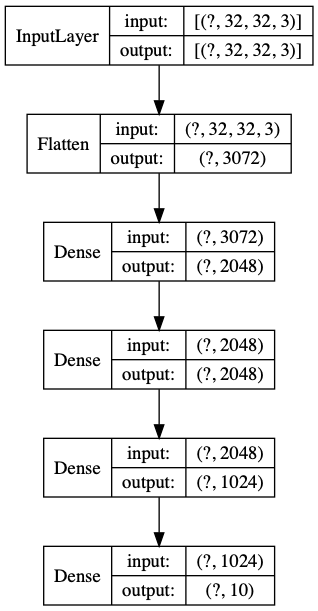 InputLayer input: [(?, 32, 32, 3)]
output: [(?, 32, 32, 3)]
Flatten input: (?, 32, 32, 3)
output: (?, 3072)
Dense input: (?, 3072)
output: (?, 2048)
Dense input: (?, 2048)
output: (?, 2048)
Dense input: (?, 2048)
output: (?, 1024)
Dense input: (?, 1024)
output: (?, 10)